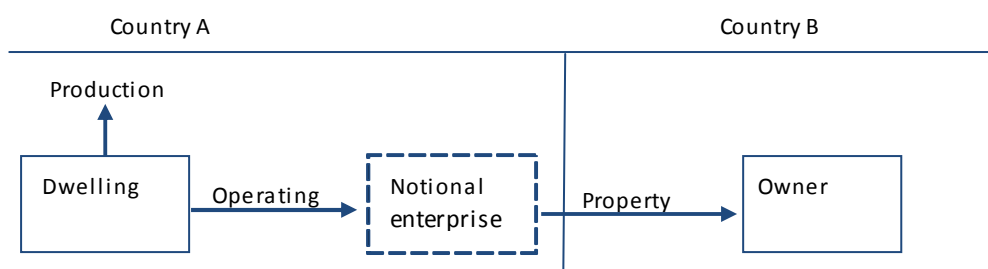 Country A
Country B
Production
Dwelling
Operating
Notional
enterprise
Property
Owner